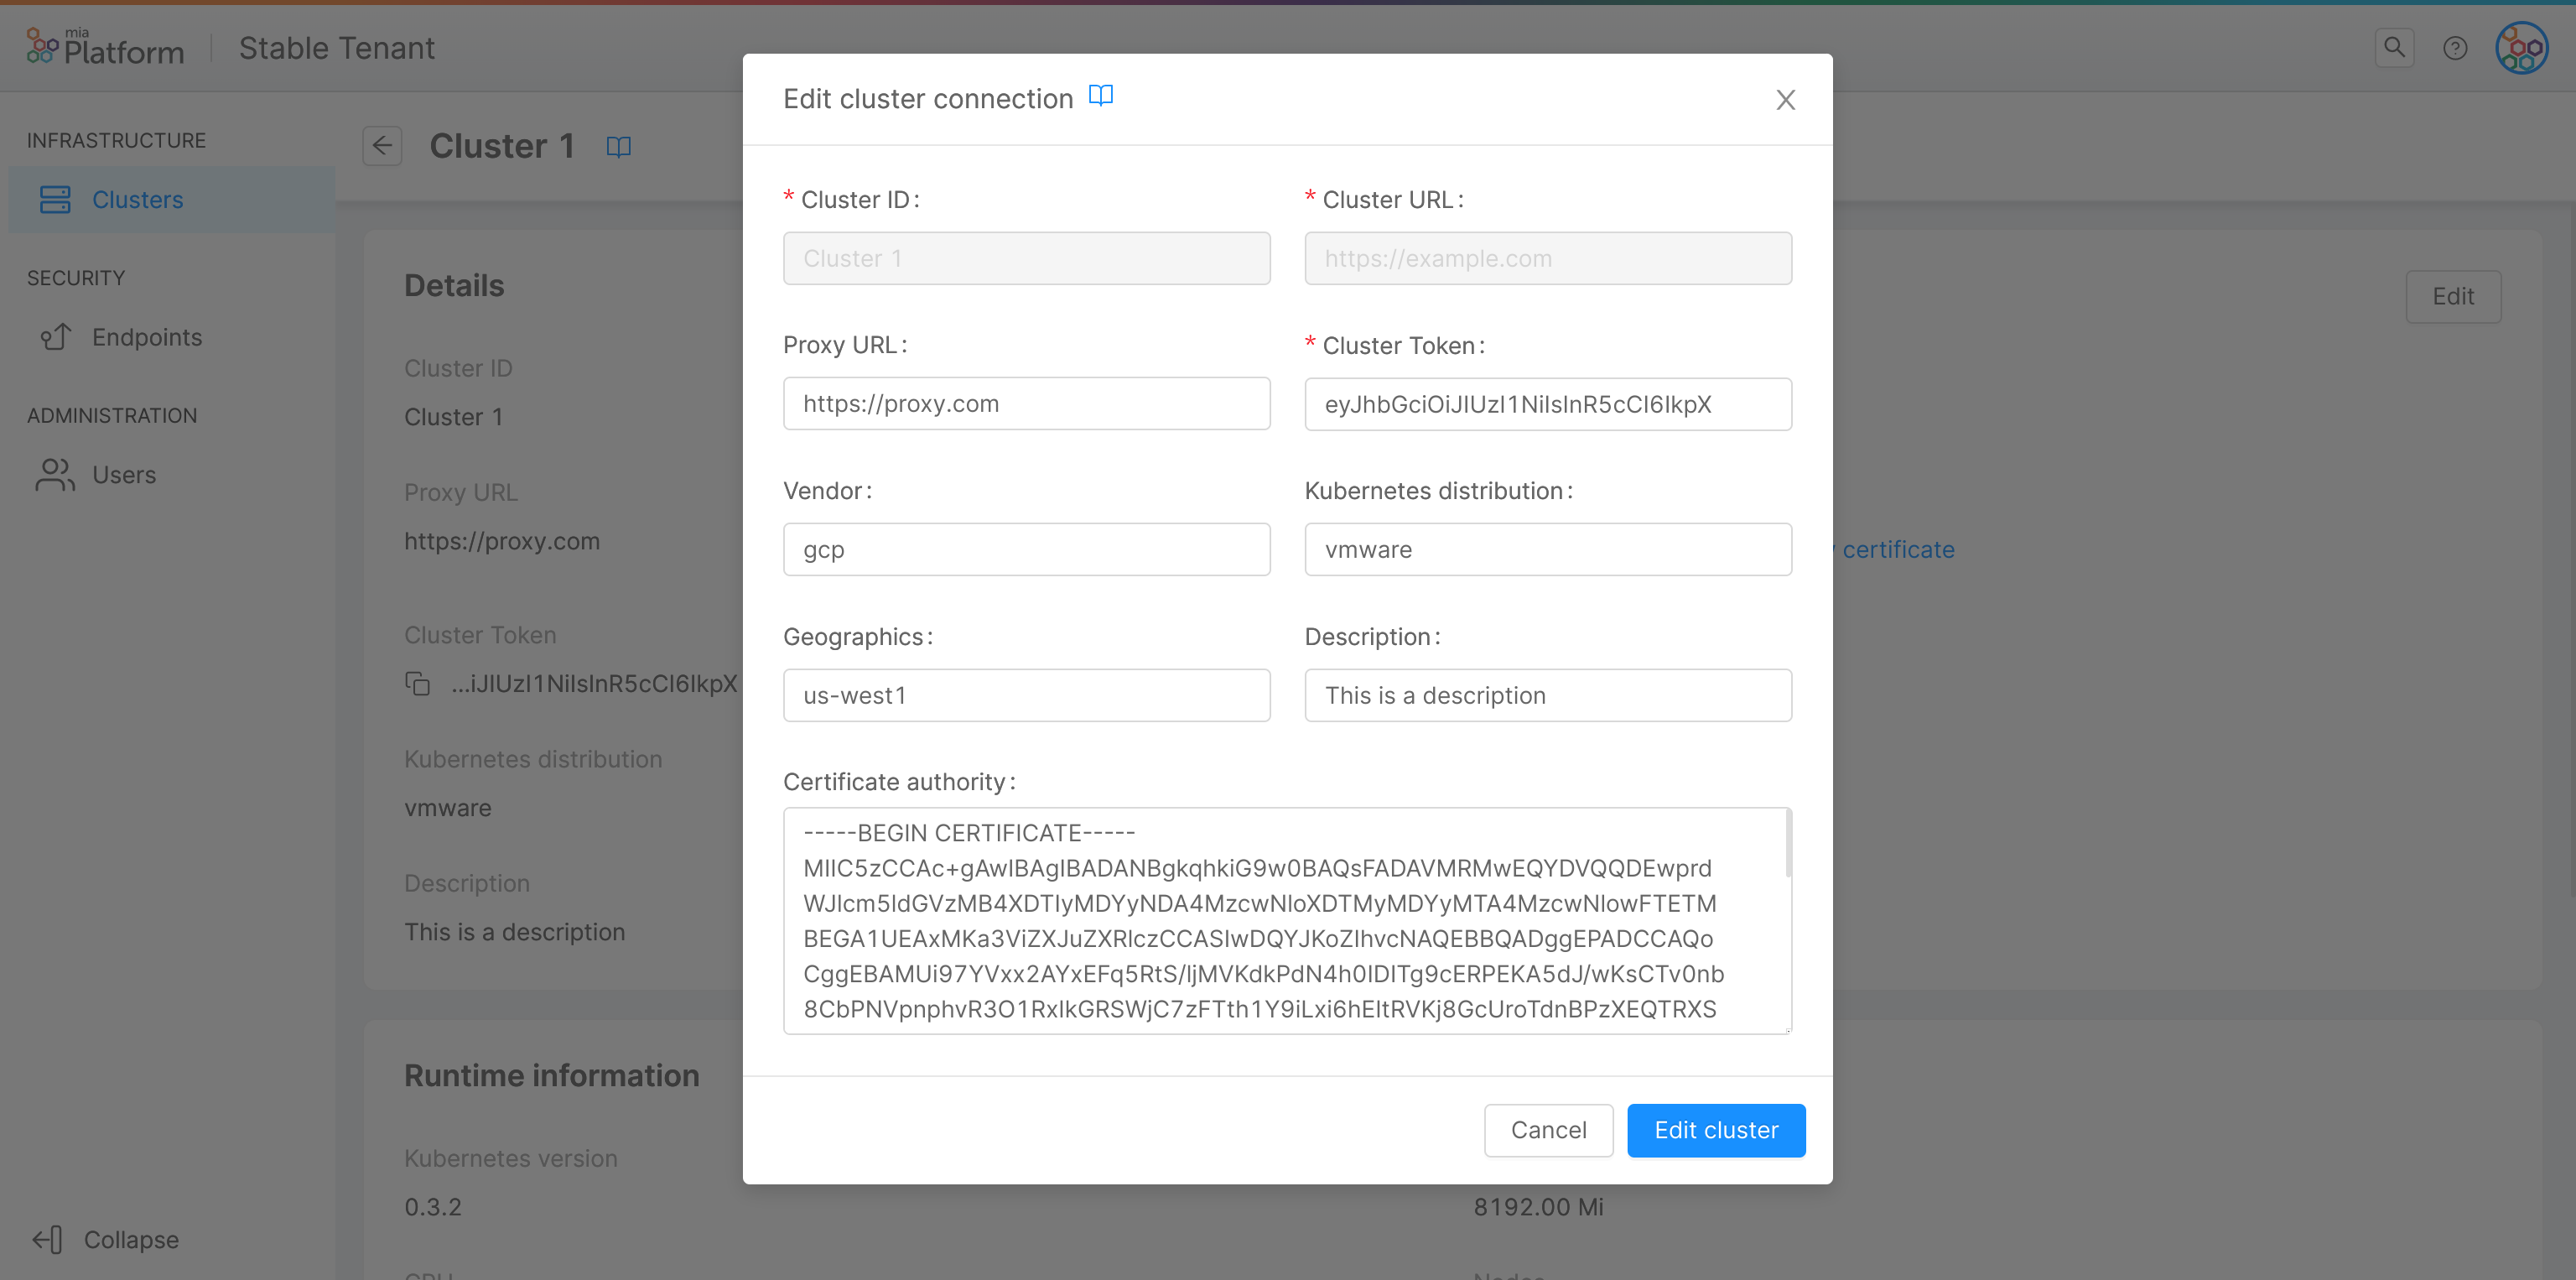 mia
Platform
Stable Tenant
INFRASTRUCTURE
Clusters
SECURITY
Endpoints
ADMINISTRATION
Users
Collapse
Cluster 1
Details
Edit
Cluster ID
Cluster 1
Proxy URL
https://proxy.com
certificate
Cluster Token
...iJIUzI1NiIsInR5cCI6IkpX
Kubernetes distribution
vmware
Description
This is a description
Runtime information
Kubernetes version
0.3.2
8192.00 Mi
Edit cluster connection
* Cluster ID:
Cluster 1
* Cluster URL:
https://example.com
Proxy URL:
https://proxy.com
* Cluster Token:
eyJhbGciOiJIUzI1NiIsInR5cCI6IkpX
Vendor:
gcp
Kubernetes distribution:
vmware
Geographics:
us-west1
Description:
This is a description
Certificate authority:
-----BEGIN CERTIFICATE-----
MIIC5zCCAc+gAwIBAgIBADANBgkqhkiG9w0BAQsFADAVMRMwEQYDVQQDEwprd
WJlcm5ldGVzMB4XDTIyMDYyNDA4MzcwNloXDTMyMDYyMTA4MzcwNlowFTETM
BEGA1UEAxMKa3ViZXJuZXRlczCCASIwDQYJKoZIhvcNAQEBBQADggEPADCCAQo
CggEBAMUi97YVxx2AYxEFq5RtS/ljMVKdkPdN4h0IDITg9cERPEKA5dJ/wKsCTv0nb
8CbPNVpnphvR3O1RxIkGRSWjC7zFTth1Y9iLxi6hEltRVKj8GcUroTdnBPzXEQTRXS
Cancel
Edit cluster